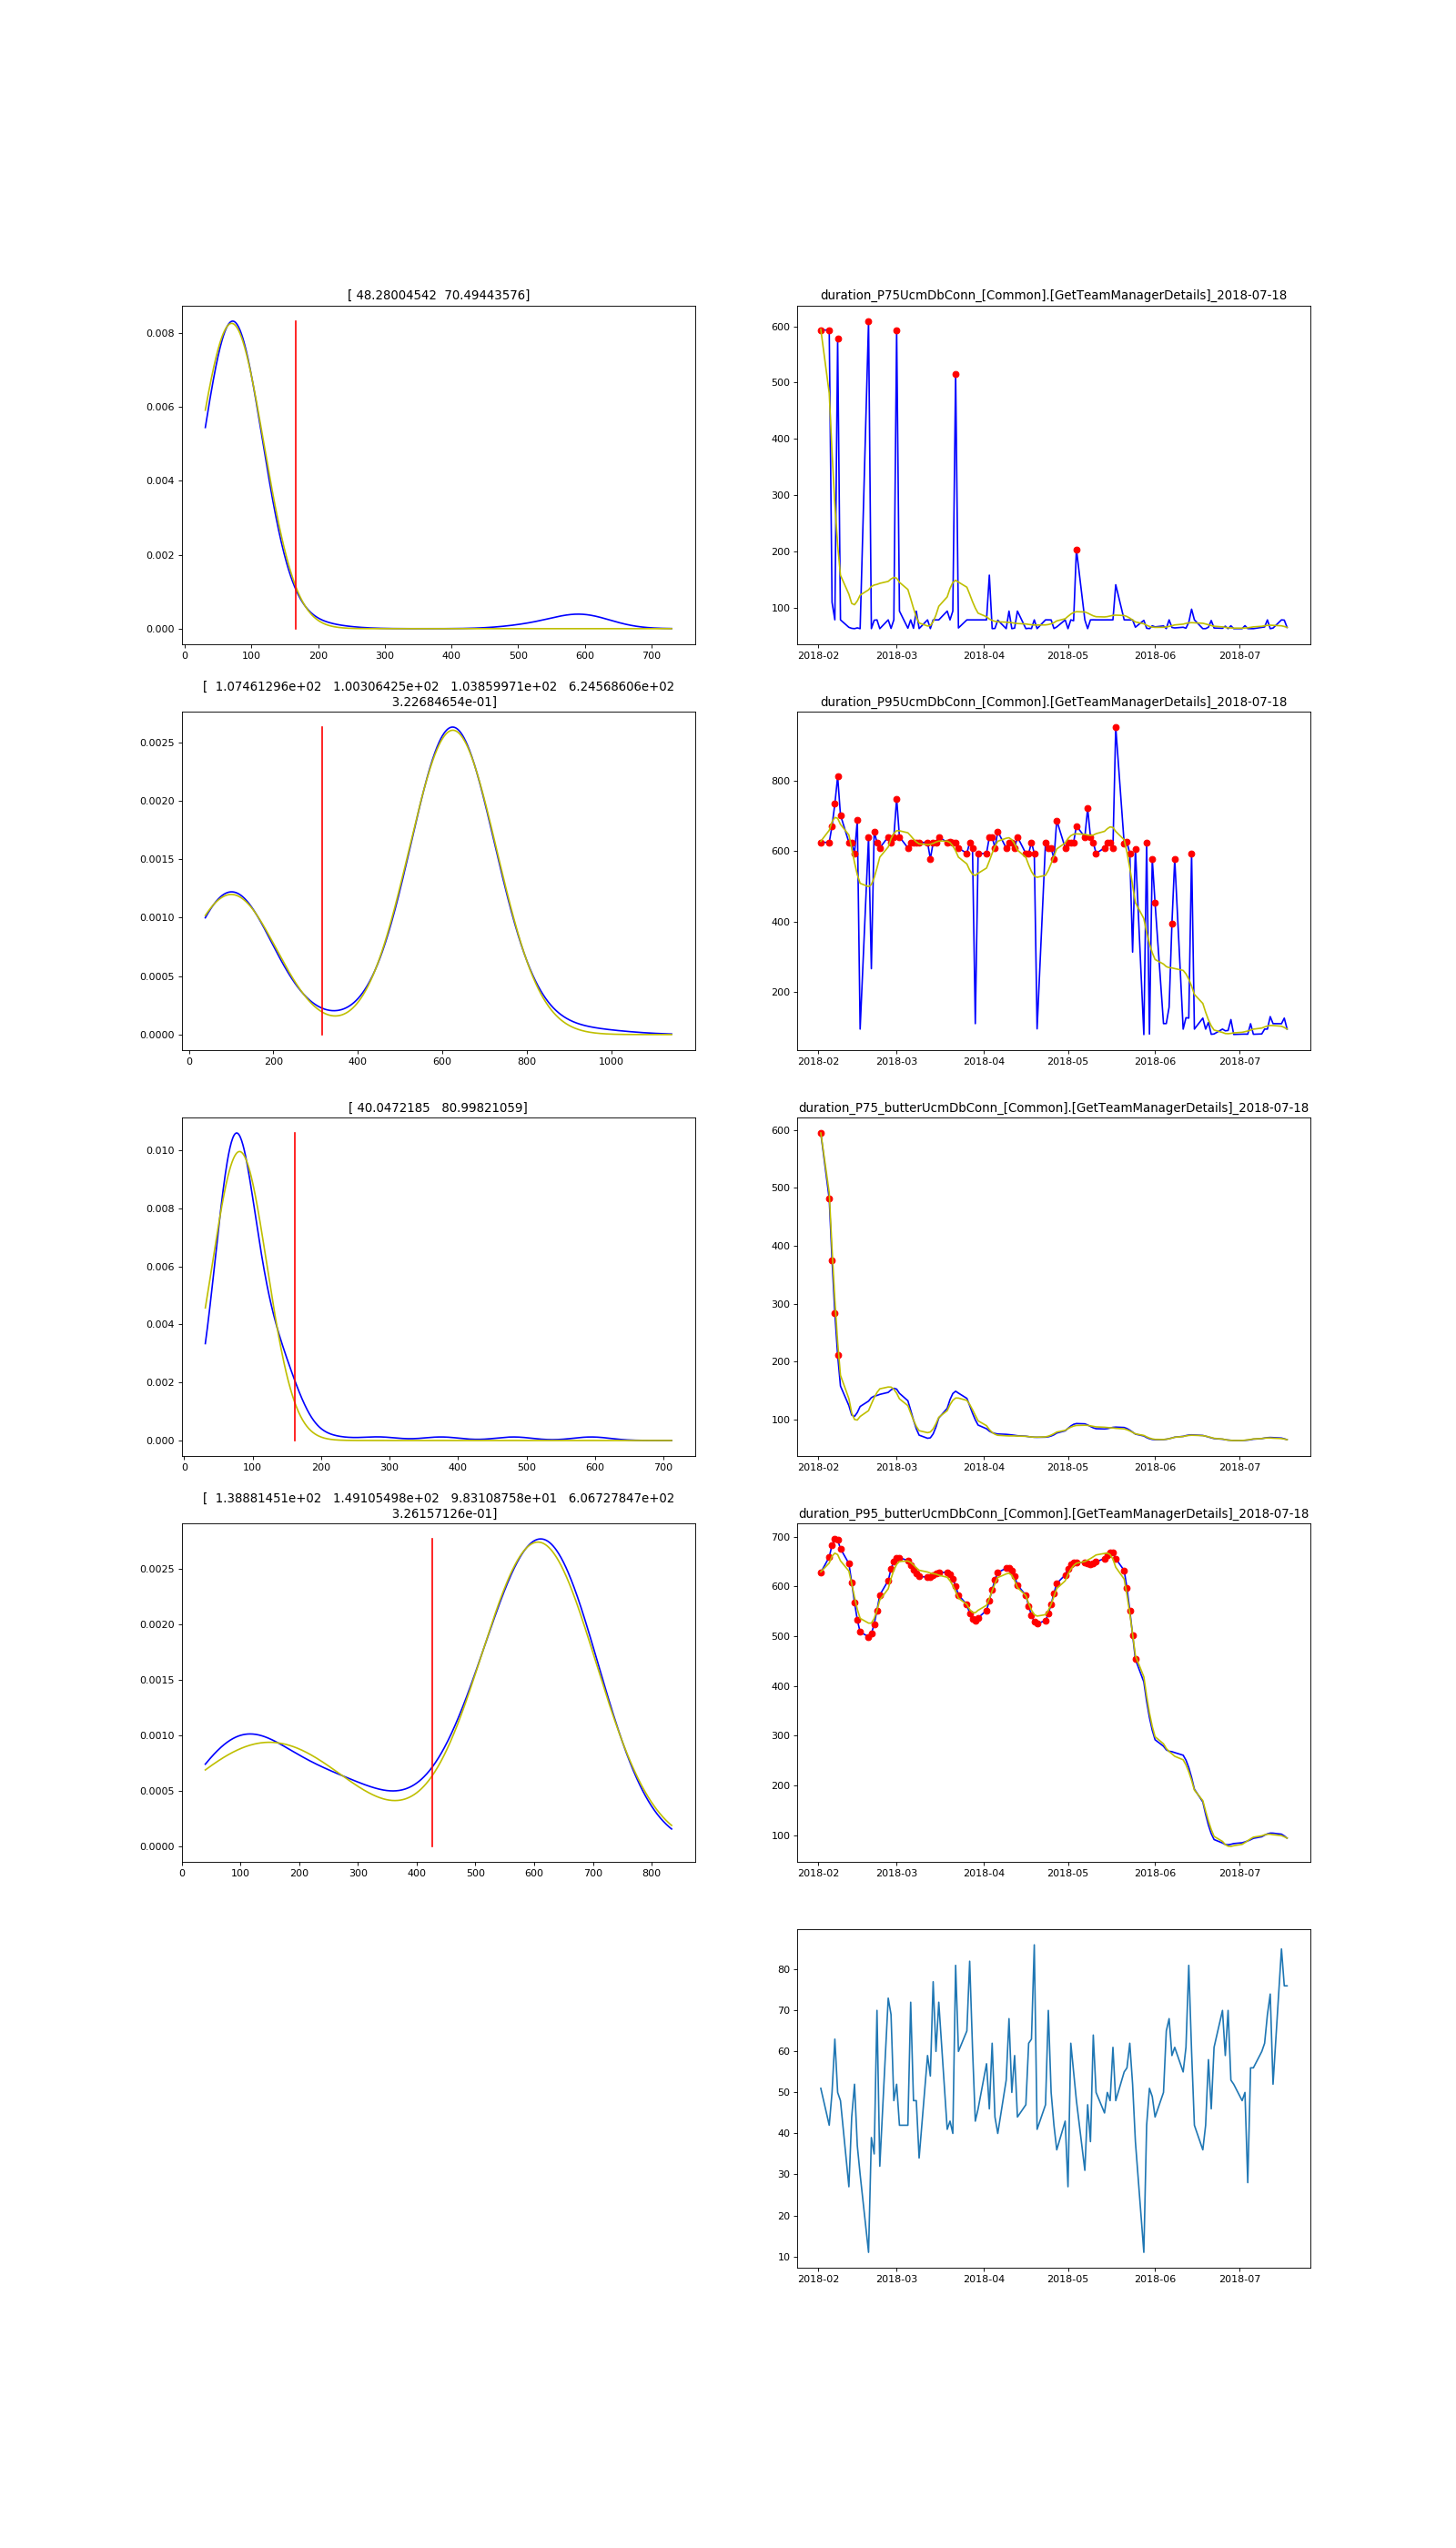 [ 48.28004542  70.49443576]
0.008
0.006
0.004
0.002
0.000
0 100 200 300 400 500 600 700
duration_P75UcmDbConn_[Common].[GetTeamManagerDetails]_2018-07-18
600
500
400
300
200
100
2018-02 2018-03 2018-04 2018-05 2018-06 2018-07
[  1.07461296e+02   1.00306425e+02   1.03859971e+02   6.24568606e+02
3.22684654e-01]
0.0025
0.0020
0.0015
0.0010
0.0005
0.0000
0 200 400 600 800 1000
duration_P95UcmDbConn_[Common].[GetTeamManagerDetails]_2018-07-18
800
600
400
200
2018-02 2018-03 2018-04 2018-05 2018-06 2018-07
[ 40.0472185   80.99821059]
0.010
0.008
0.006
0.004
0.002
0.000
0 100 200 300 400 500 600 700
duration_P75_butterUcmDbConn_[Common].[GetTeamManagerDetails]_2018-07-18
600
500
400
300
200
100
2018-02 2018-03 2018-04 2018-05 2018-06 2018-07
[  1.38881451e+02   1.49105498e+02   9.83108758e+01   6.06727847e+02
3.26157126e-01]
0.0025
0.0020
0.0015
0.0010
0.0005
0.0000
0 100 200 300 400 500 600 700 800
duration_P95_butterUcmDbConn_[Common].[GetTeamManagerDetails]_2018-07-18
700
600
500
400
300
200
100
2018-02 2018-03 2018-04 2018-05 2018-06 2018-07
80
70
60
50
40
30
20
10
2018-02 2018-03 2018-04 2018-05 2018-06 2018-07